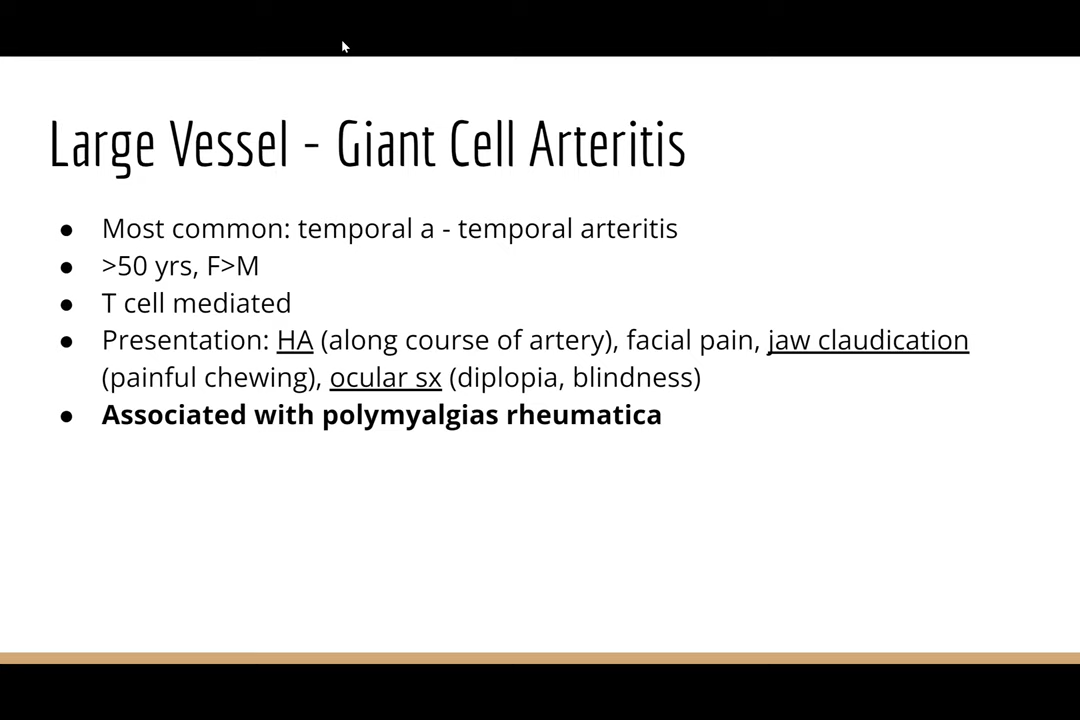 Large Vessel - Giant Cell Arteritis
● Most common: temporal a - temporal arteritis
● >50 yrs, F>M
● T cell mediated
● Presentation: HA (along course of artery), facial pain, jaw claudication
(painful chewing), ocular sx (diplopia, blindness)
● Associated with polymyalgias rheumatica